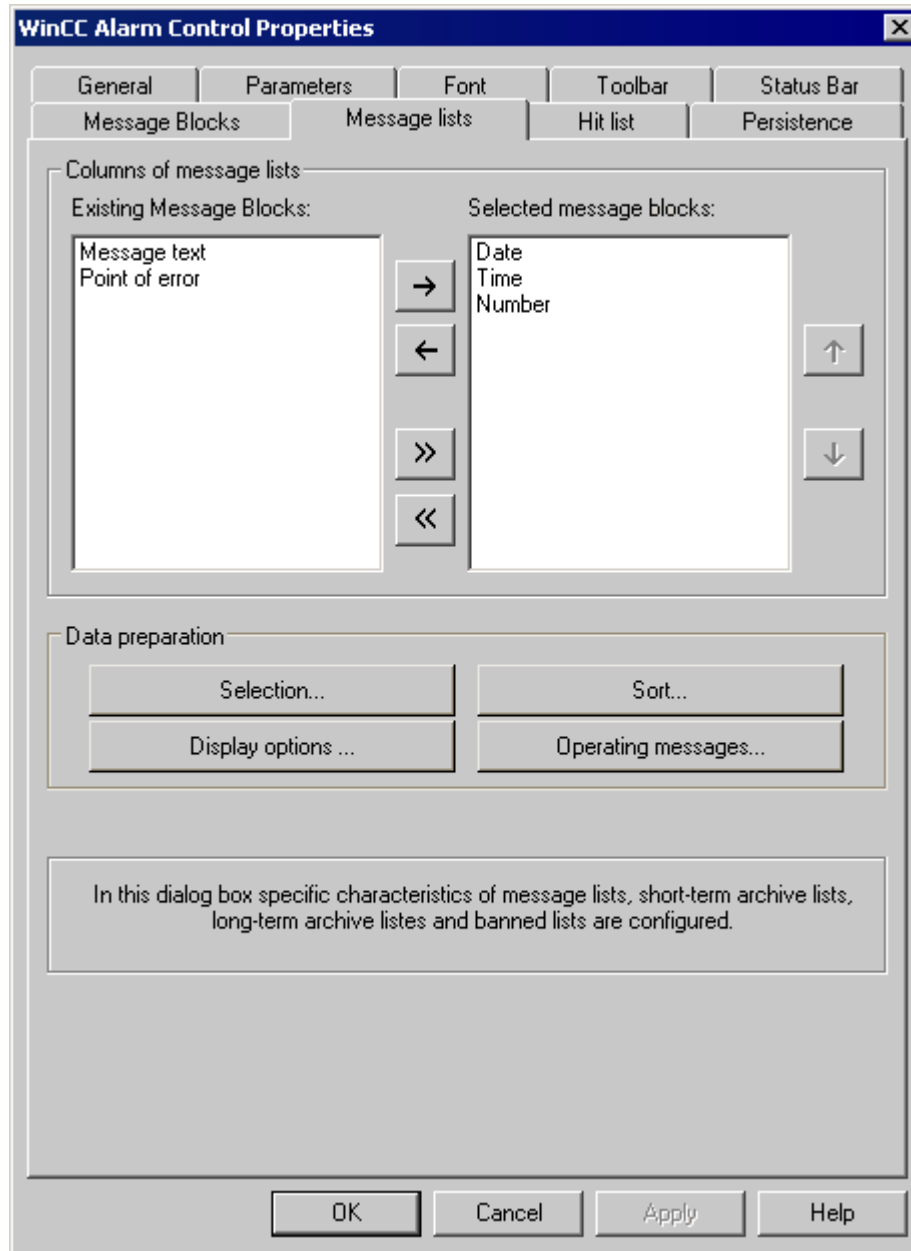 WinCC Alarm Control Properties
General Parameters Font Toolbar Status Bar
Message Blocks Message lists Hit list Persistence
Columns of message lists
Existing Message Blocks: Selected message blocks:
Message text
Point of error
Date
Time
Number
Data preparation
Selection... Sort...
Display options ... Operating messages...
In this dialog box specific characteristics of message lists, short-term archive lists,
long-term archive listes and banned lists are configured.
OK Cancel Apply Help